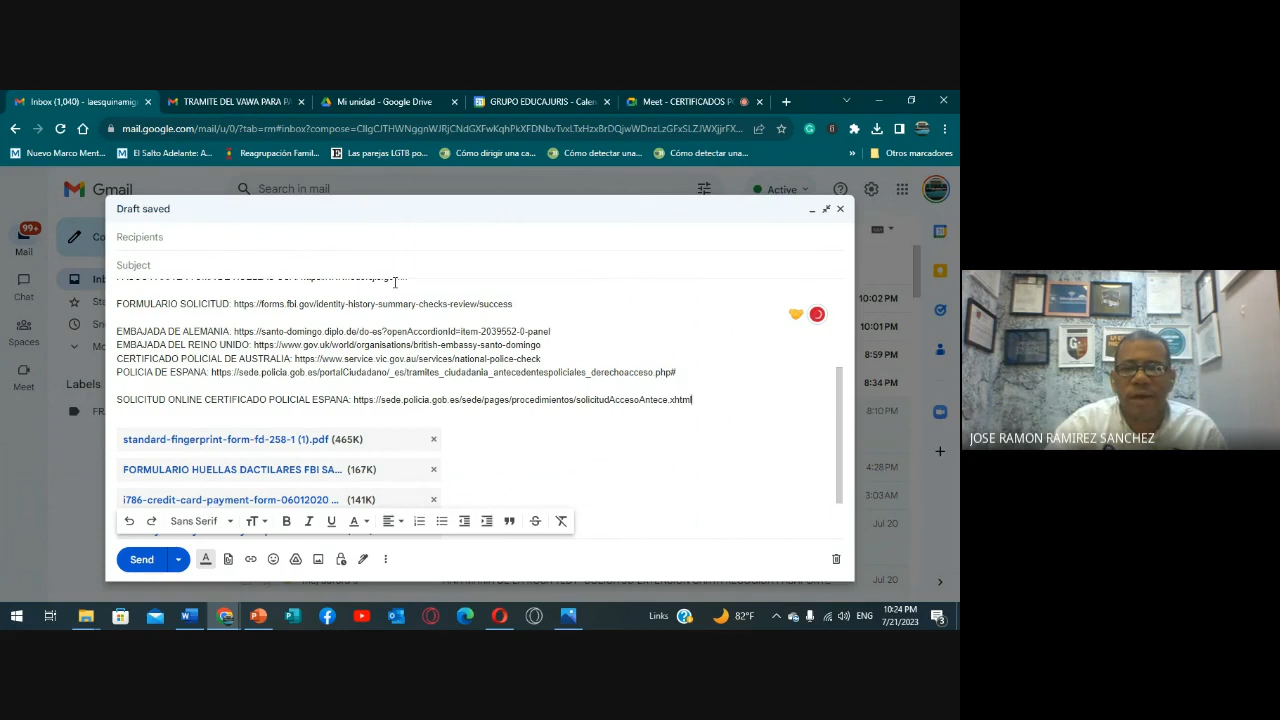 Inbox (1,040) - laesquinamig
TRAMITE DEL VAWA PARA PA
Mi unidad - Google Drive
GRUPO EDUCAJURIS - Calen
Meet - CERTIFICADOS PO
mail.google.com/mail/u/0/?tab=rm#inbox?compose=
Nuevo Marco Ment...
El Salto Adelante: A...
Reagrupación Famil...
Las parejas LGTB po...
Cómo dirigir una ca...
Cómo detectar una...
Cómo detectar una...
»
Otros marcadores
Gmail
Search in mail
Active
99+
Mail
Chat
Spaces
Meet
Labels
Draft saved
Recipients
Subject
FORMULARIO SOLICITUD: https://forms.fbi.gov/identity-history-summary-checks-review/success
EMBAJADA DE ALEMANIA: https://santo-domingo.diplo.de/do-es?openAccordionId=item-2039552-0-panel
EMBAJADA DEL REINO UNIDO: https://www.gov.uk/world/organisations/british-embassy-santo-domingo
CERTIFICADO POLICIAL DE AUSTRALIA: https://www.service.vic.gov.au/services/national-police-check
POLICIA DE ESPANA: https://sede.policia.gob.es/portalCiudadano/_es/tramites_ciudadania_antecedentespoliciales_derechoacceso.php#
SOLICITUD ONLINE CERTIFICADO POLICIAL ESPANA: https://sede.policia.gob.es/sede/pages/procedimientos/solicitudAccesoAntece.xhtml
standard-fingerprint-form-fd-258-1 (1).pdf (465K)
FORMULARIO HUELLAS DACTILARES FBI SA... (167K)
i786-credit-card-payment-form-06012020 ... (141K)
Sans Serif
Send
10:02 PM
10:01 PM
8:59 PM
8:34 PM
8:10 PM
4:28 PM
3:03 AM
Jul 20
Jul 20
JOSE RAMON RAMIREZ SANCHEZ
Links
82°F
ENG
10:24 PM
7/21/2023
3